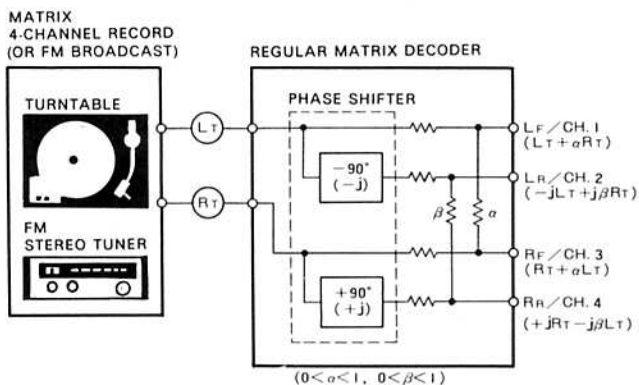 MATRIX
4-CHANNEL RECORD
(OR FM BROADCAST)
REGULAR MATRIX DECODER
TURNTABLE
FM
STEREO TUNER
LT
RT
PHASE SHIFTER
−90°
(−j)
+90°
(+j)
β
α
LF/CH. 1
(LT+αRT)
LR/CH. 2
(−jLT+jβRT)
RF/CH. 3
(RT+αLT)
RR/CH. 4
(+jRT−jβLT)
(0<α<1, 0<β<1)